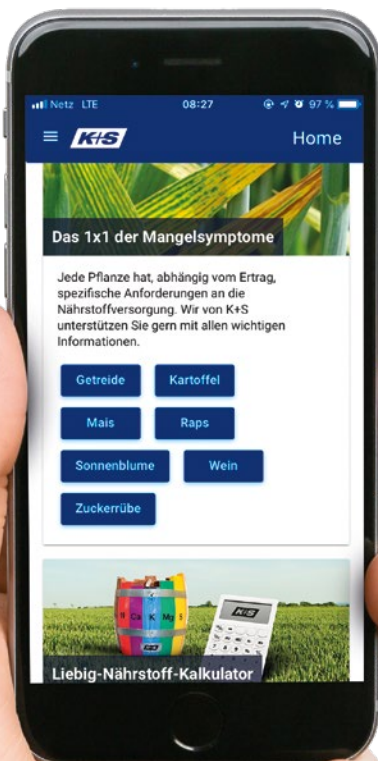 Netz LTE 08:27 97 %
K+S Home
Das 1x1 der Mangelsymptome
Jede Pflanze hat, abhängig vom Ertrag,
spezifische Anforderungen an die
Nährstoffversorgung. Wir von K+S
unterstützen Sie gern mit allen wichtigen
Informationen.
Getreide Kartoffel
Mais Raps
Sonnenblume Wein
Zuckerrübe
N Ca K Mg S
K+S
K+S
Liebig-Nährstoff-Kalkulator